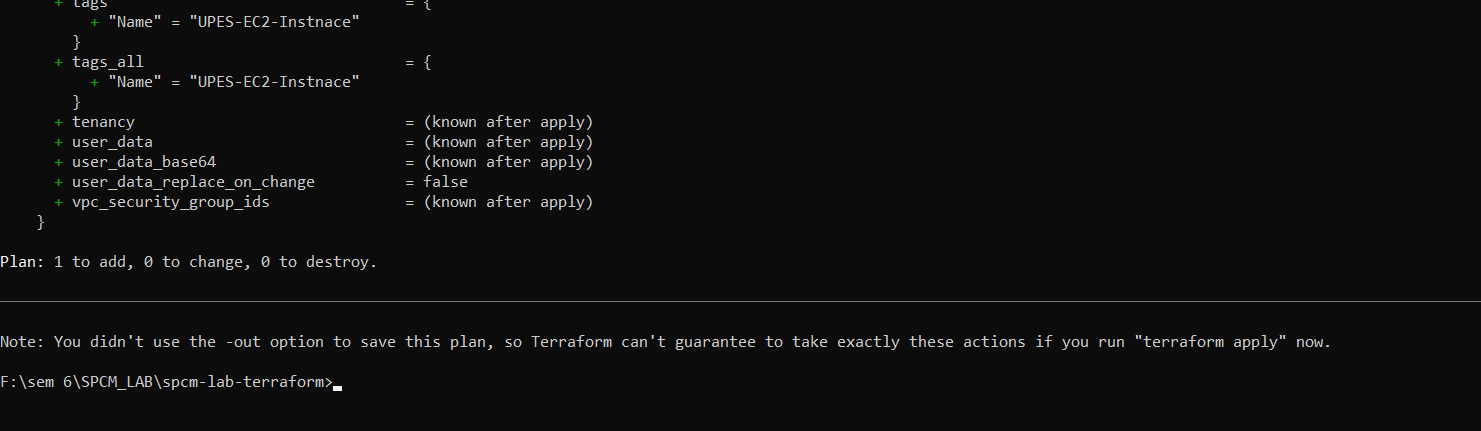 + tags = {
+ "Name" = "UPES-EC2-Instnace"
}
+ tags_all = {
+ "Name" = "UPES-EC2-Instnace"
}
+ tenancy = (known after apply)
+ user_data = (known after apply)
+ user_data_base64 = (known after apply)
+ user_data_replace_on_change = false
+ vpc_security_group_ids = (known after apply)
}
Plan: 1 to add, 0 to change, 0 to destroy.
Note: You didn't use the -out option to save this plan, so Terraform can't guarantee to take exactly these actions if you run "terraform apply" now.
F:\sem 6\SPCM_LAB\spcm-lab-terraform>